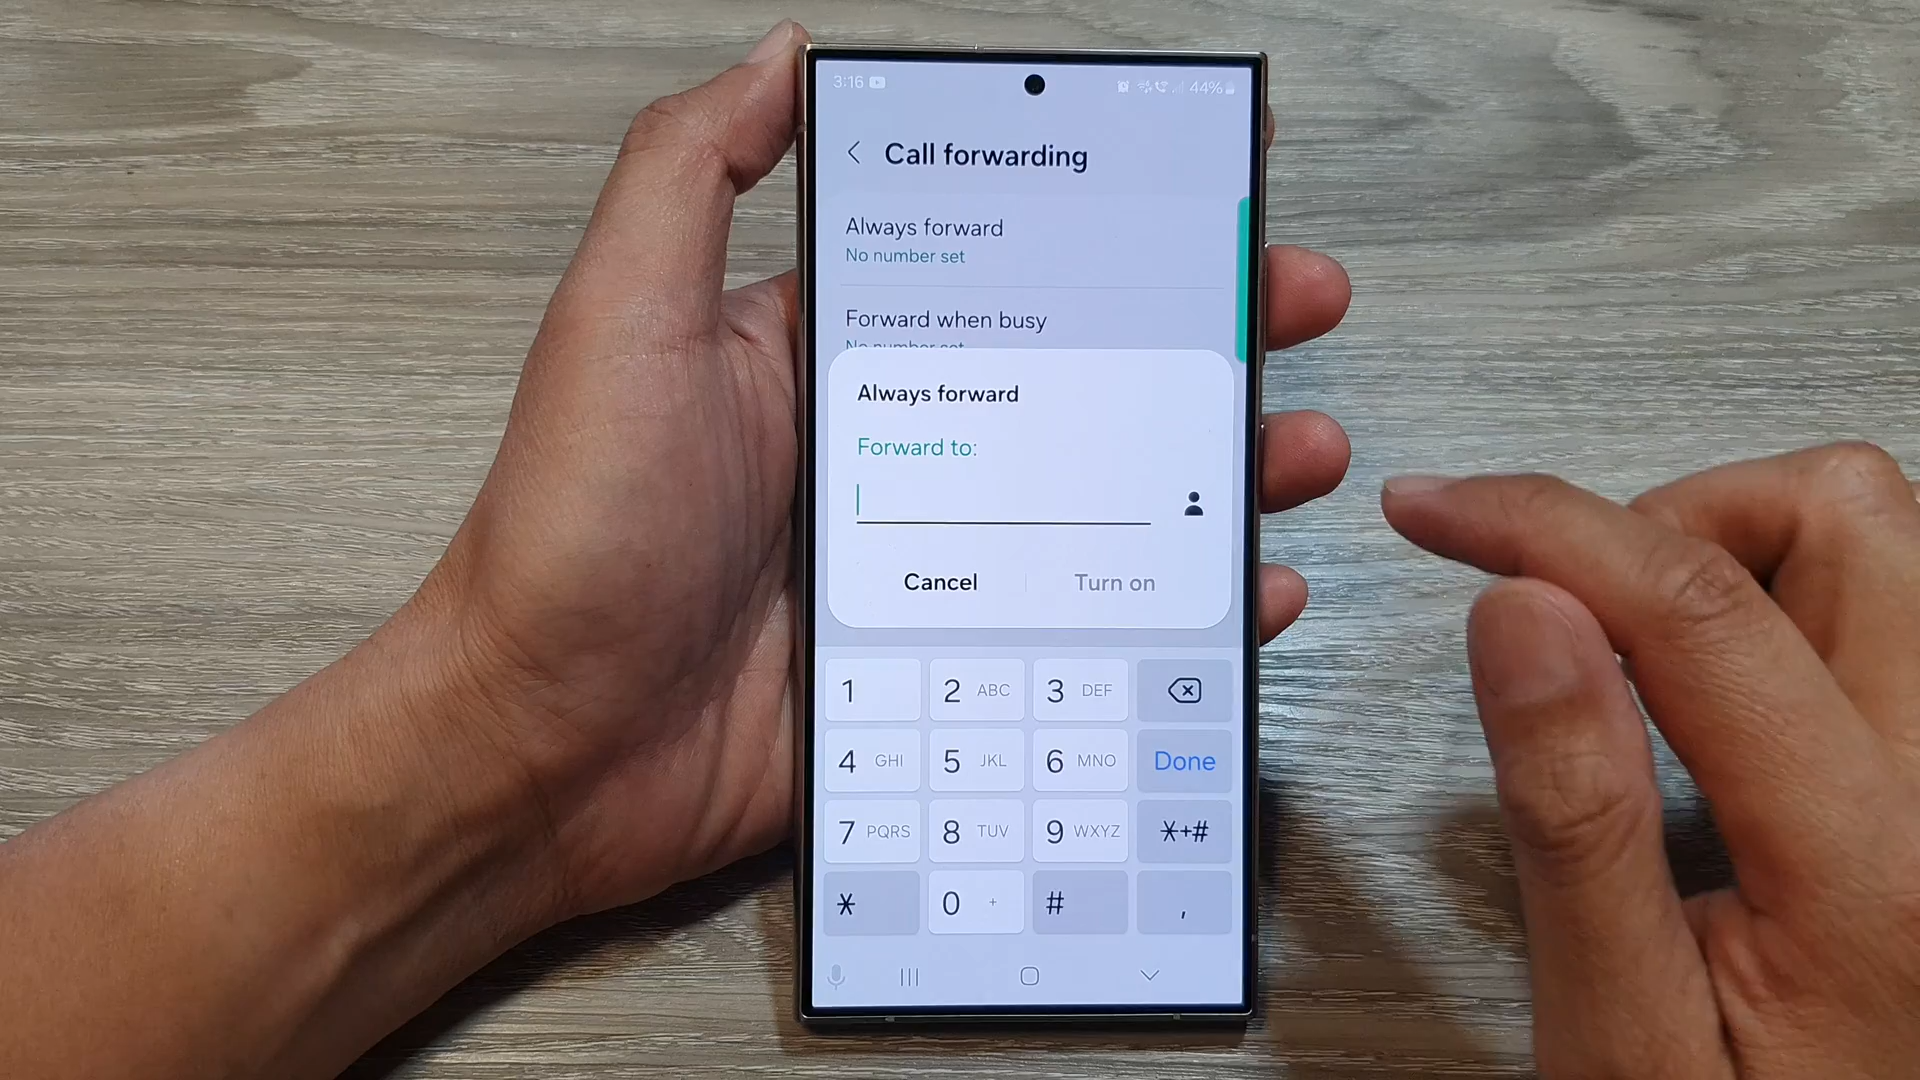 3:16 44%
Call forwarding
Always forward
No number set
Forward when busy
No number set
Always forward
Forward to:
Cancel Turn on
1 2 ABC 3 DEF
4 GHI 5 JKL 6 MNO Done
7 PQRS 8 TUV 9 WXYZ *+#
* 0 + # ,